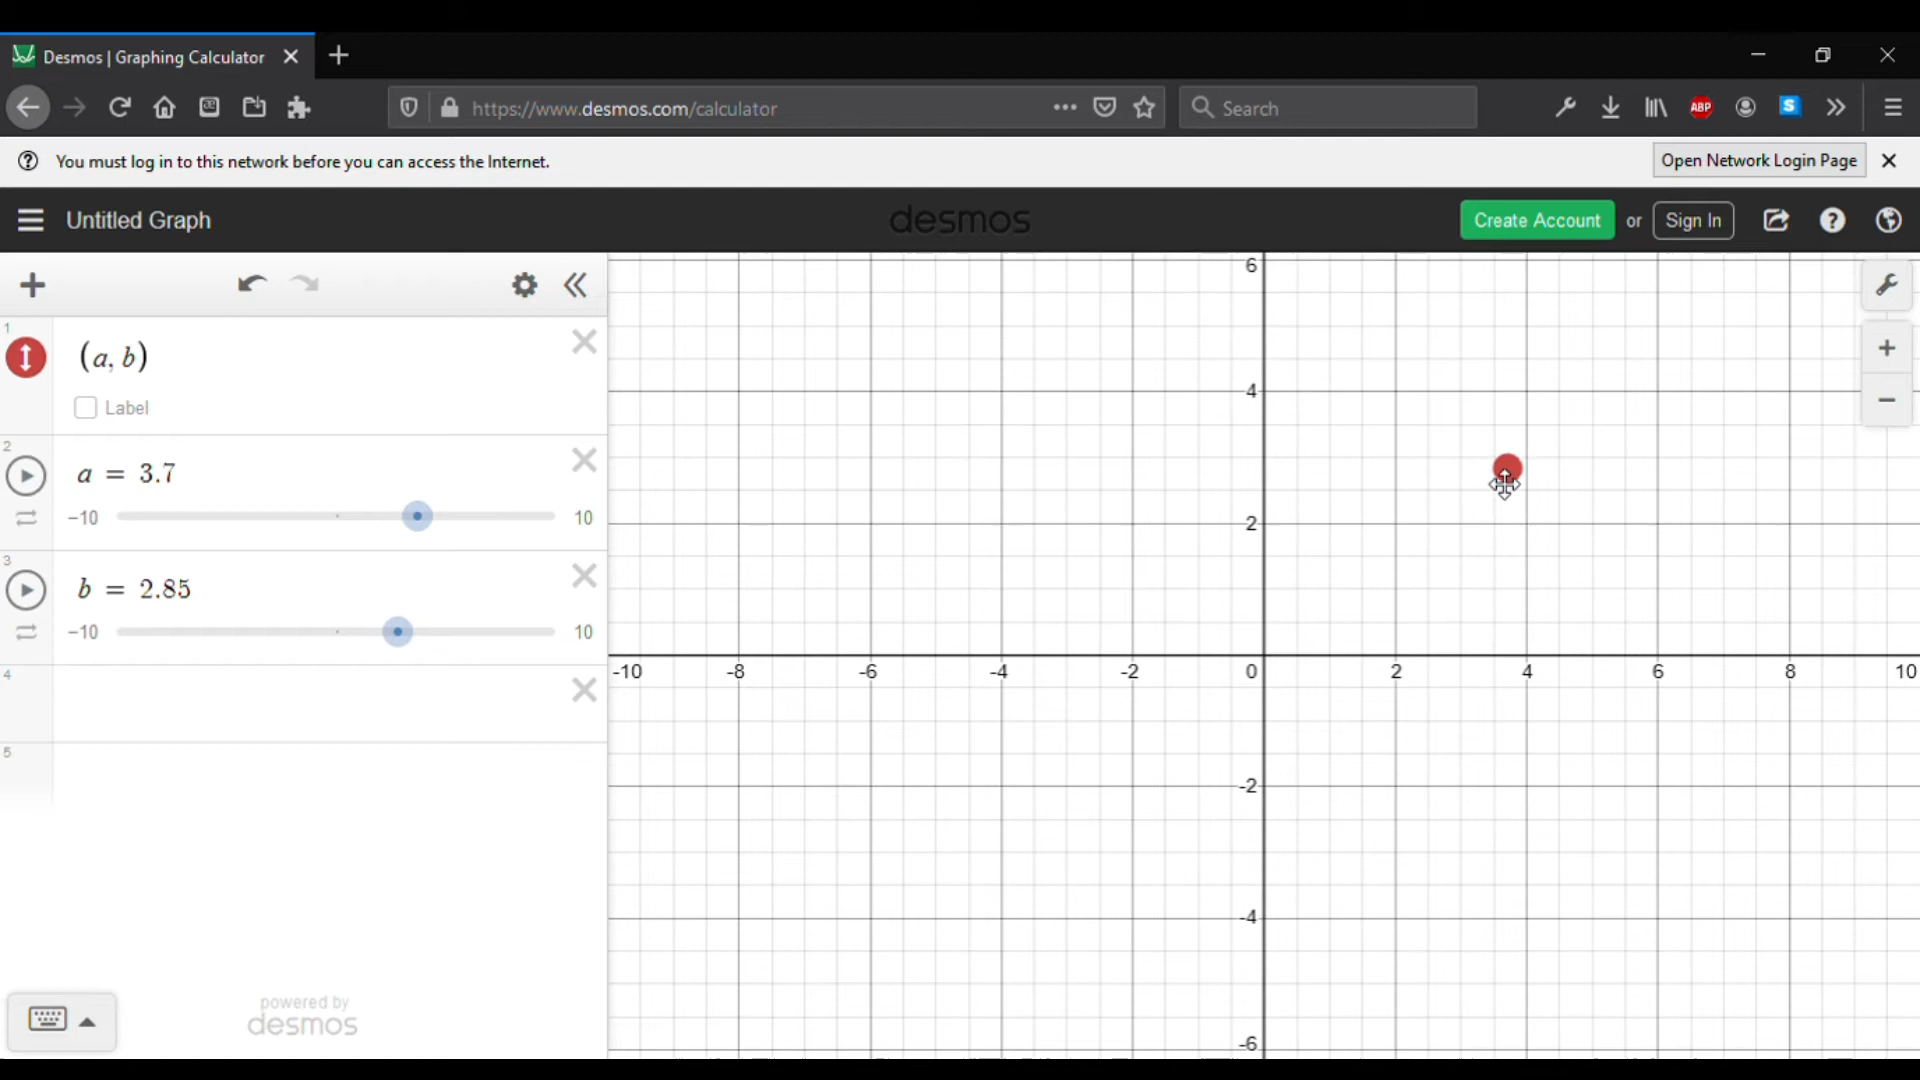 Desmos | Graphing Calculator
https://www.desmos.com/calculator
Search
ABP
S
You must log in to this network before you can access the Internet.
Open Network Login Page
Untitled Graph
desmos
Create Account or Sign In
1
(a, b)
Label
2
a = 3.7
-10 10
3
b = 2.85
-10 10
4
5
powered by
desmos
6
4
2
-10 -8 -6 -4 -2 0 2 4 6 8 10
-2
-4
-6